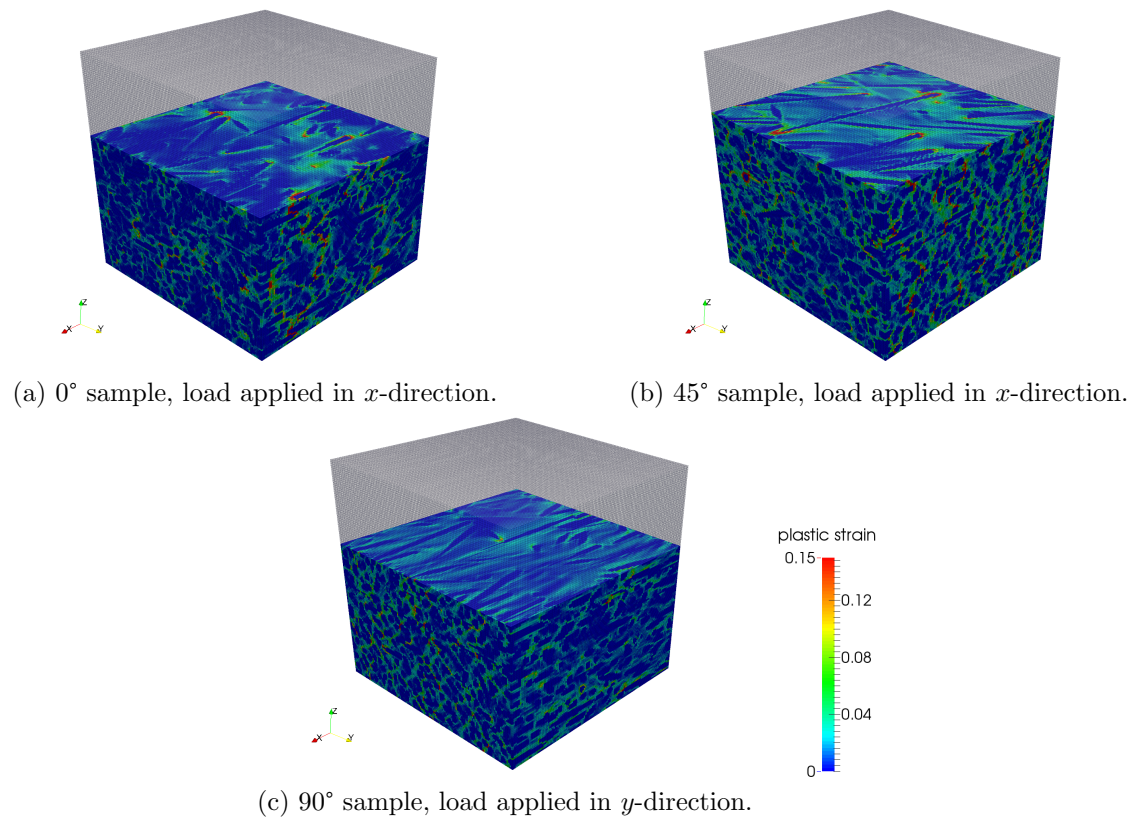 Z
X
Y
Z
X
Y
(a) 0° sample, load applied in x-direction.
(b) 45° sample, load applied in x-direction.
plastic strain
0.15
0.12
0.08
0.04
0
Z
X
Y
(c) 90° sample, load applied in y-direction.